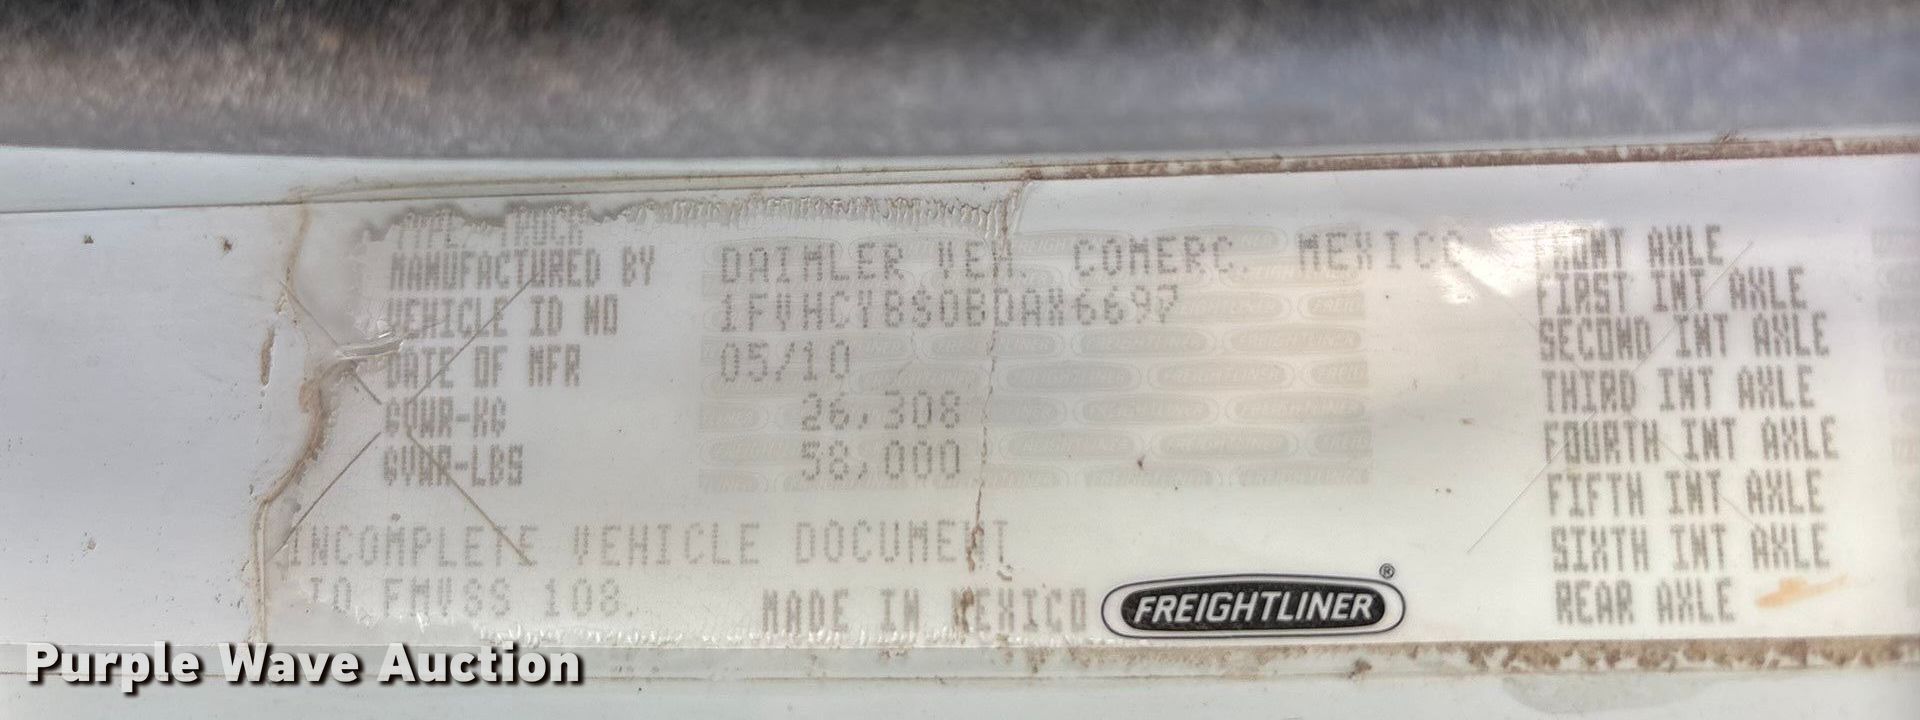 TYPE TRUCK
MANUFACTURED BY DAIMLER VEH. COMERC. MEXICO
VEHICLE ID NO 1FVHCYBS0BDAX6697
DATE OF MFR 05/10
GVWR-KG 26,308
GVWR-LBS 58,000
INCOMPLETE VEHICLE DOCUMENT
TO FMVSS 108.
MADE IN MEXICO
FREIGHTLINER®
FRONT AXLE
FIRST INT AXLE
SECOND INT AXLE
THIRD INT AXLE
FOURTH INT AXLE
FIFTH INT AXLE
SIXTH INT AXLE
REAR AXLE
Purple Wave Auction